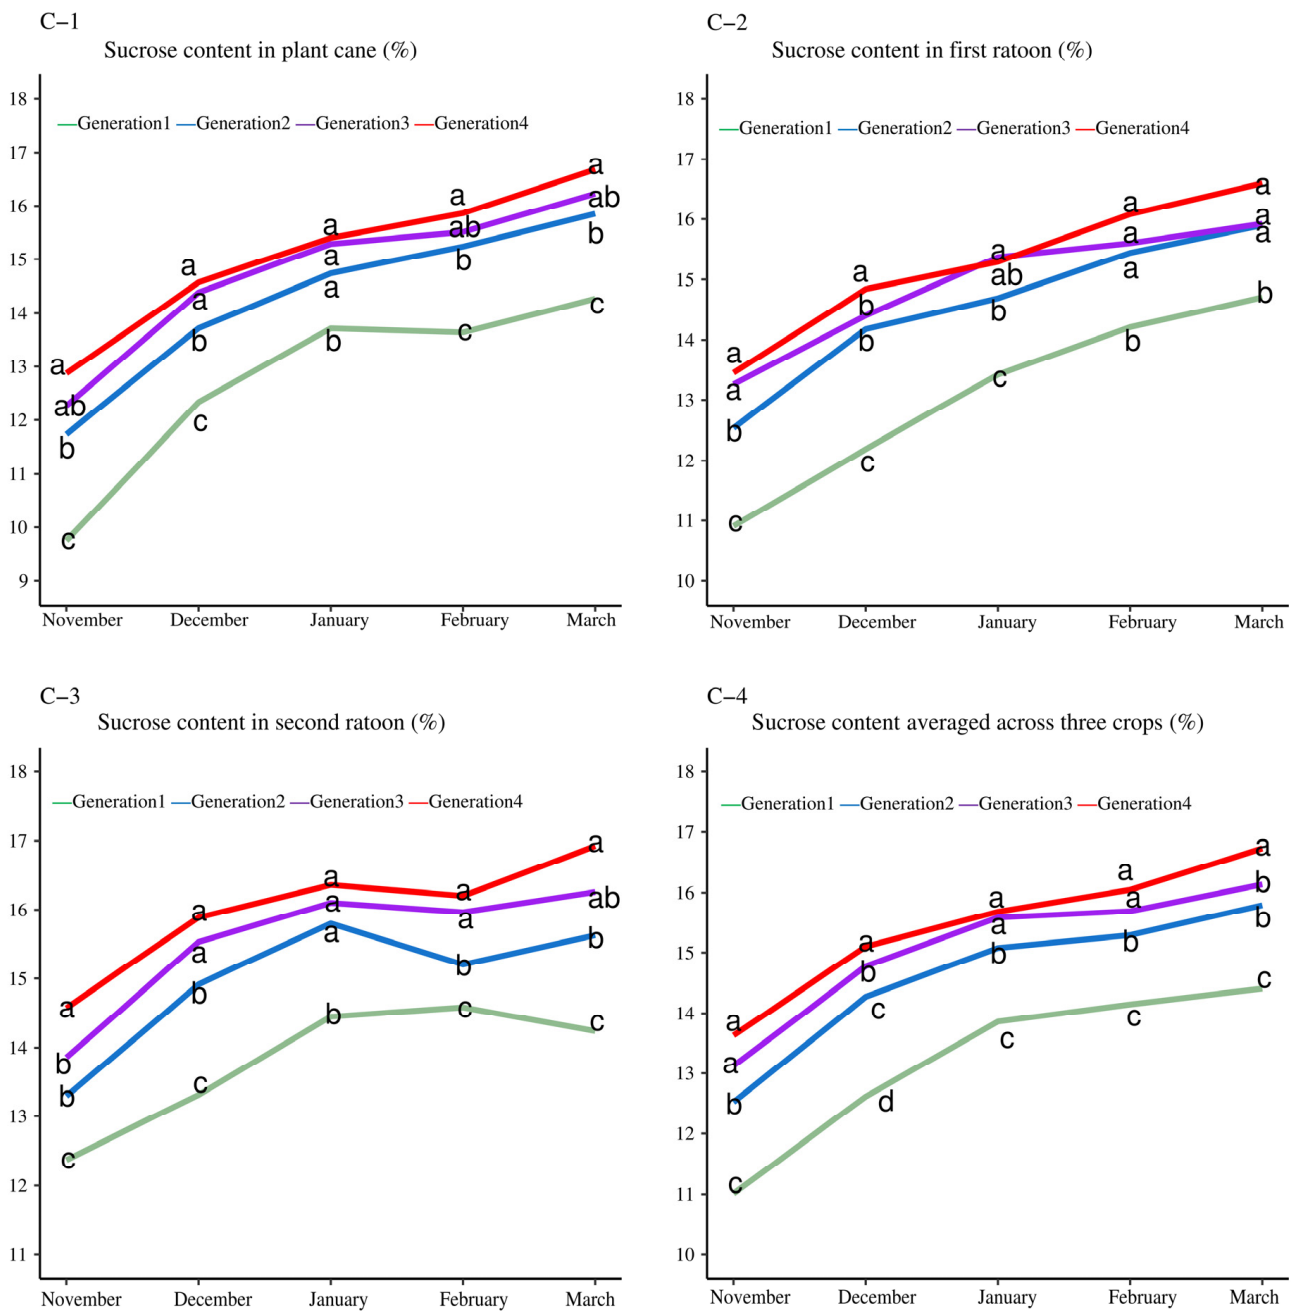 C–1
Sucrose content in plant cane (%)
18
Generation1 Generation2 Generation3 Generation4
17
16
15
14
13
12
11
10
9
a a a a a
ab a a ab ab
b b a b b
c c b c c
November December January February March
C–2
Sucrose content in first ratoon (%)
18
Generation1 Generation2 Generation3 Generation4
17
16
15
14
13
12
11
10
a a a a a
a b ab a a
b b b a a
c c c b b
November December January February March
C–3
Sucrose content in second ratoon (%)
18
Generation1 Generation2 Generation3 Generation4
17
16
15
14
13
12
11
a a a a a
b a a a ab
b b a b b
c c b c c
November December January February March
C–4
Sucrose content averaged across three crops (%)
18
Generation1 Generation2 Generation3 Generation4
17
16
15
14
13
12
11
10
a a a a a
a b a a b
b c b b b
c d c c c
November December January February March